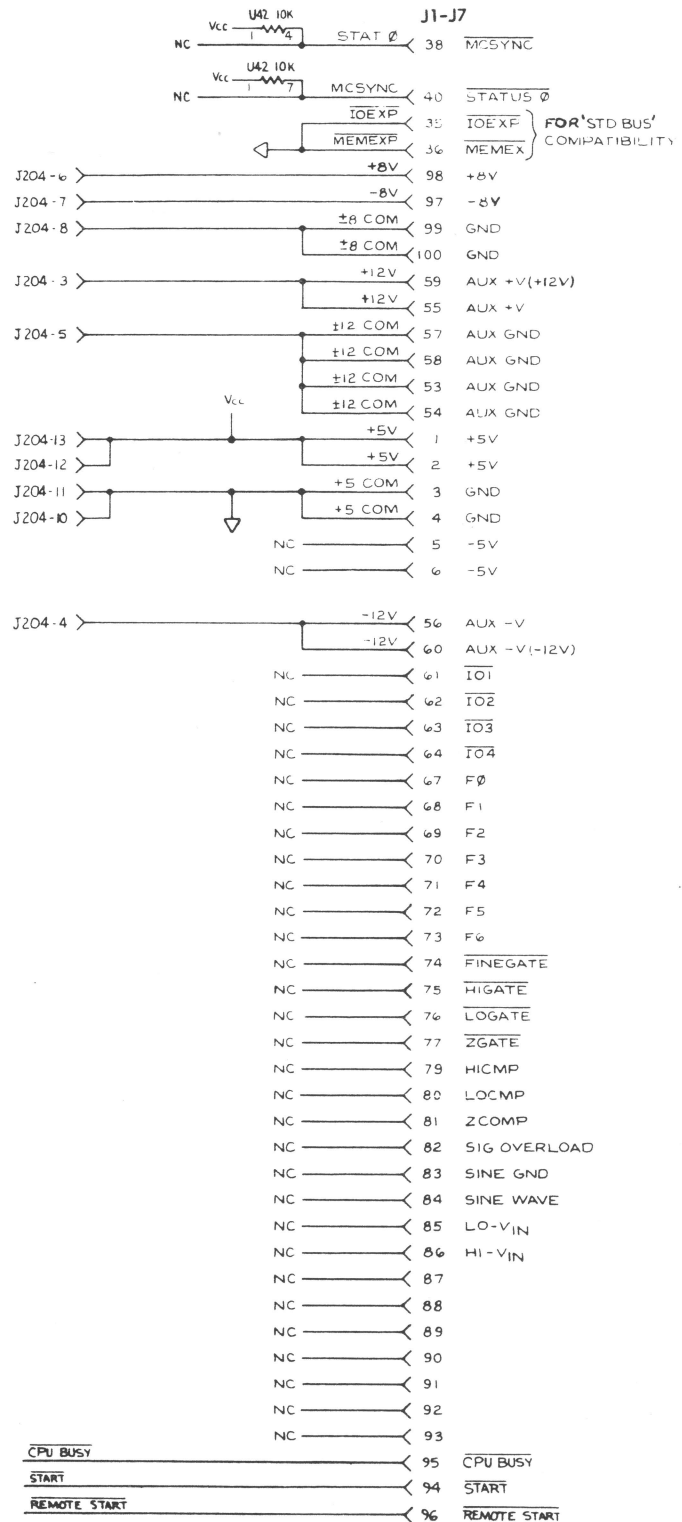 J1-J7
U42 10K
Vcc 1 4 STAT Ø 38 MCSYNC
NC
U42 10K
Vcc 1 7 MCSYNC 40 STATUS Ø
NC
IOEXP 35 IOEXP
MEMEXP 36 MEMEX
FOR 'STD BUS'
COMPATIBILITY
J204-6 +8V 98 +8V
J204-7 -8V 97 -8V
J204-8 ±8 COM 99 GND
±8 COM 100 GND
J204-3 +12V 59 AUX +V(+12V)
+12V 55 AUX +V
J204-5 ±12 COM 57 AUX GND
±12 COM 58 AUX GND
±12 COM 53 AUX GND
±12 COM 54 AUX GND
Vcc
J204-13 +5V 1 +5V
J204-12 +5V 2 +5V
J204-11 +5 COM 3 GND
J204-10 +5 COM 4 GND
NC 5 -5V
NC 6 -5V
J204-4 -12V 56 AUX -V
-12V 60 AUX -V(-12V)
NC 61 IO1
NC 62 IO2
NC 63 IO3
NC 64 IO4
NC 67 FØ
NC 68 F1
NC 69 F2
NC 70 F3
NC 71 F4
NC 72 F5
NC 73 F6
NC 74 FINEGATE
NC 75 HIGATE
NC 76 LOGATE
NC 77 ZGATE
NC 79 HICMP
NC 80 LOCMP
NC 81 ZCOMP
NC 82 SIG OVERLOAD
NC 83 SINE GND
NC 84 SINE WAVE
NC 85 LO-VIN
NC 86 HI-VIN
NC 87
NC 88
NC 89
NC 90
NC 91
NC 92
NC 93
CPU BUSY 95 CPU BUSY
START 94 START
REMOTE START 96 REMOTE START